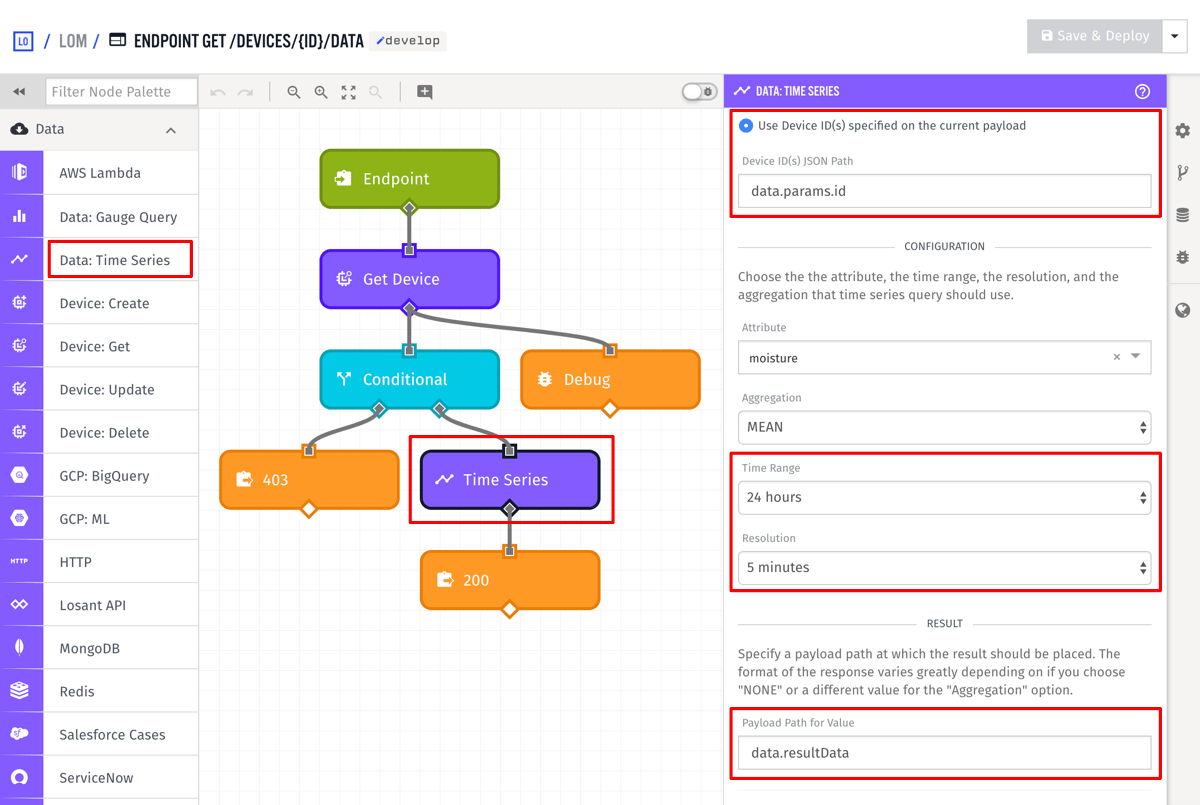 LO / LOM / ENDPOINT GET /DEVICES/{ID}/DATA develop
Save & Deploy
Filter Node Palette
Data
AWS Lambda
Data: Gauge Query
Data: Time Series
Device: Create
Device: Get
Device: Update
Device: Delete
GCP: BigQuery
GCP: ML
HTTP HTTP
Losant API
MongoDB
Redis
Salesforce Cases
ServiceNow
Endpoint
Get Device
Conditional
Debug
403
Time Series
200
DATA: TIME SERIES
Use Device ID(s) specified on the current payload
Device ID(s) JSON Path
data.params.id
CONFIGURATION
Choose the the attribute, the time range, the resolution, and the
aggregation that time series query should use.
Attribute
moisture
Aggregation
MEAN
Time Range
24 hours
Resolution
5 minutes
RESULT
Specify a payload path at which the result should be placed. The
format of the response varies greatly depending on if you choose
"NONE" or a different value for the "Aggregation" option.
Payload Path for Value
data.resultData